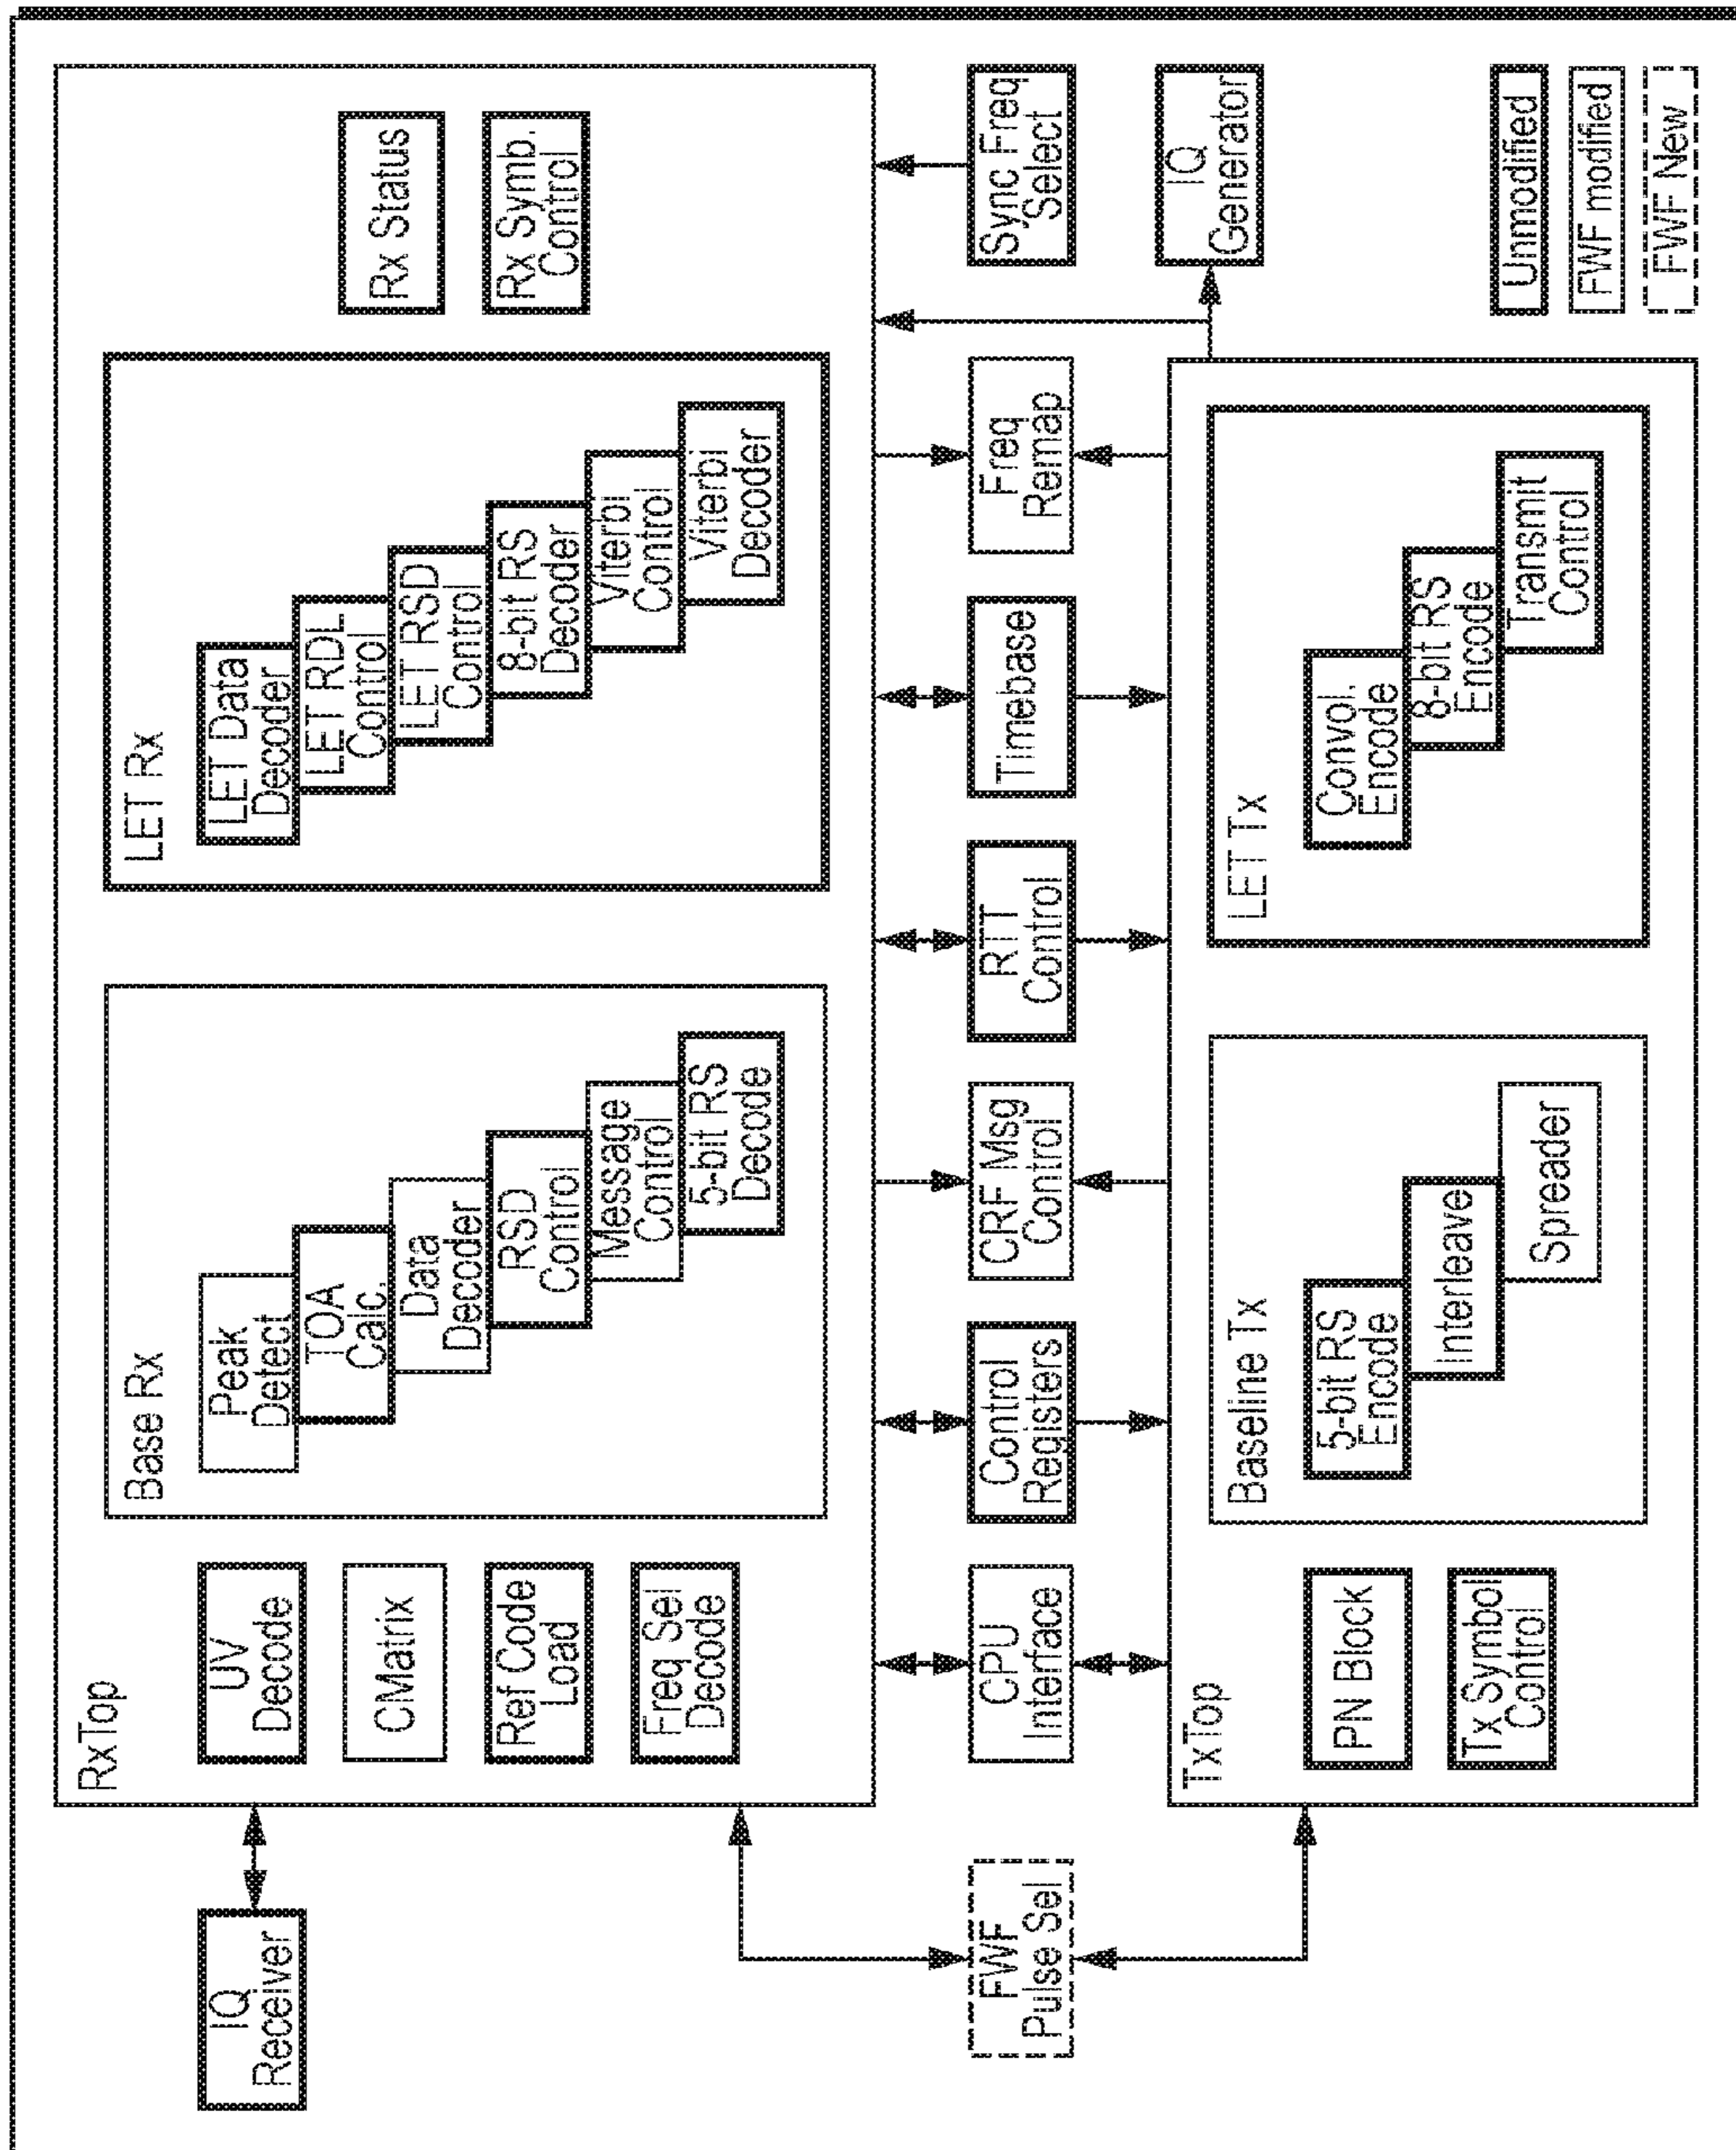 RxTop
IQ
Receiver
UV
Decode
CMatrix
Ref Code
Load
Freq Sel
Decode
Base Rx
Peak
Detect
TOA
Calc.
Data
Decoder
RSD
Control
Message
Control
5-bit RS
Decode
LET Rx
LET Data
Decoder
LET RDL
Control
LET RSD
Control
8-bit RS
Decoder
Viterbi
Control
Viterbi
Decoder
Rx Status
Rx Symb.
Control
FWF
Pulse Sel
CPU
Interface
Control
Registers
CRF Msg
Control
RTT
Control
Timebase
Freq
Remap
Sync Freq
Select
IQ
Generator
TxTop
PN Block
Tx Symbol
Control
Baseline Tx
5-bit RS
Encode
Interleave
Spreader
LET Tx
Convol.
Encode
8-bit RS
Encode
Transmit
Control
Unmodified
FWF modified
FWF New